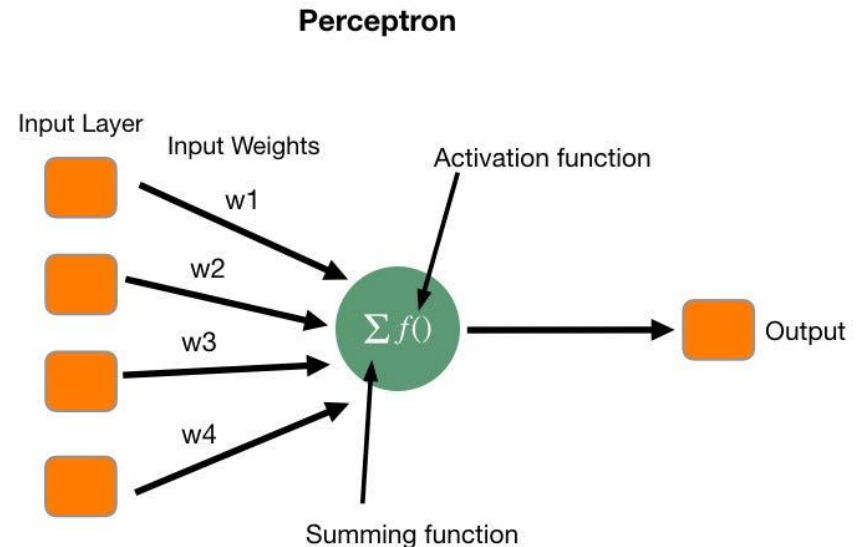 Perceptron
Input Layer
Input Weights
Activation function
w1
w2
w3
w4
Σ f()
Output
Summing function